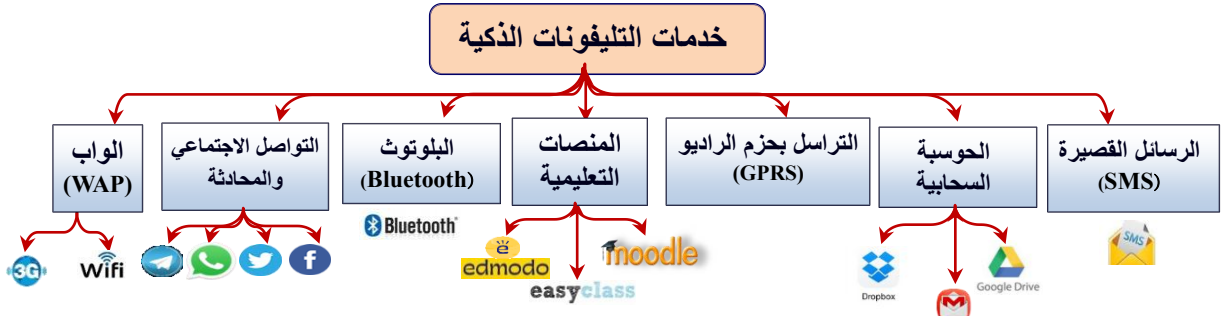 خدمات التليفونات الذكية
الرسائل القصيرة
(SMS)
الحوسبة
السحابية
التراسل بحزم الراديو
(GPRS)
المنصات
التعليمية
البلوتوث
(Bluetooth)
التواصل الاجتماعي
والمحادثة
الواب
(WAP)
SMS
Dropbox
Google Drive
moodle
edmodo
easyclass
Bluetooth
Wifi
3G